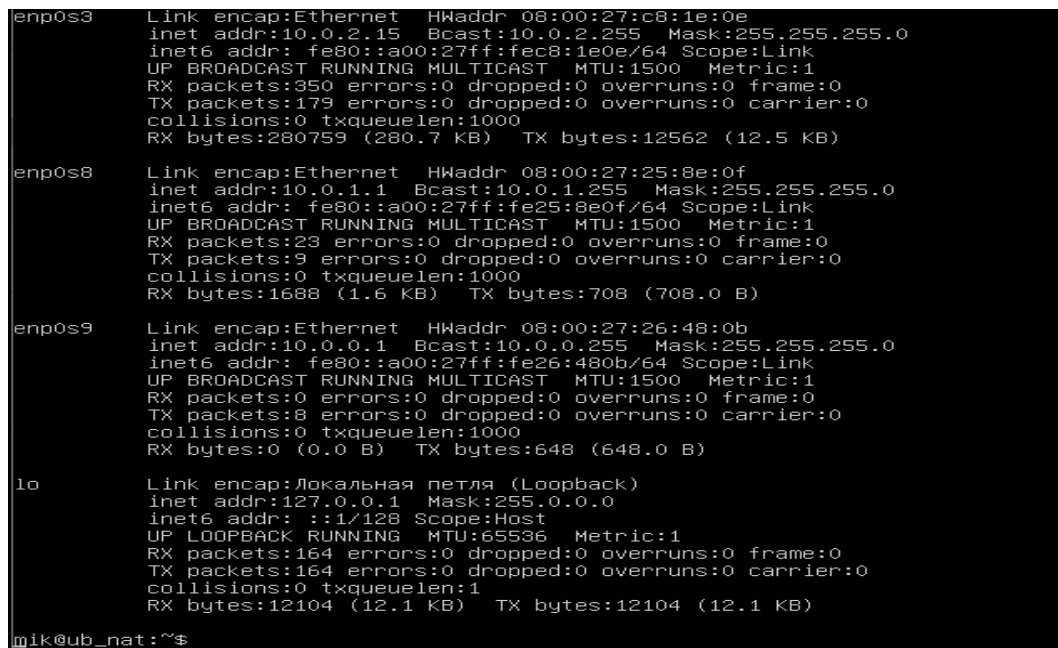 enp0s3 Link encap:Ethernet HWaddr 08:00:27:c8:1e:0e
inet addr:10.0.2.15 Bcast:10.0.2.255 Mask:255.255.255.0
inet6 addr: fe80::a00:27ff:fec8:1e0e/64 Scope:Link
UP BROADCAST RUNNING MULTICAST MTU:1500 Metric:1
RX packets:350 errors:0 dropped:0 overruns:0 frame:0
TX packets:179 errors:0 dropped:0 overruns:0 carrier:0
collisions:0 txqueuelen:1000
RX bytes:280759 (280.7 KB) TX bytes:12562 (12.5 KB)
enp0s8 Link encap:Ethernet HWaddr 08:00:27:25:8e:0f
inet addr:10.0.1.1 Bcast:10.0.1.255 Mask:255.255.255.0
inet6 addr: fe80::a00:27ff:fe25:8e0f/64 Scope:Link
UP BROADCAST RUNNING MULTICAST MTU:1500 Metric:1
RX packets:23 errors:0 dropped:0 overruns:0 frame:0
TX packets:9 errors:0 dropped:0 overruns:0 carrier:0
collisions:0 txqueuelen:1000
RX bytes:1688 (1.6 KB) TX bytes:708 (708.0 B)
enp0s9 Link encap:Ethernet HWaddr 08:00:27:26:48:0b
inet addr:10.0.0.1 Bcast:10.0.0.255 Mask:255.255.255.0
inet6 addr: fe80::a00:27ff:fe26:480b/64 Scope:Link
UP BROADCAST RUNNING MULTICAST MTU:1500 Metric:1
RX packets:0 errors:0 dropped:0 overruns:0 frame:0
TX packets:8 errors:0 dropped:0 overruns:0 carrier:0
collisions:0 txqueuelen:1000
RX bytes:0 (0.0 B) TX bytes:648 (648.0 B)
lo Link encap:Локальная петля (Loopback)
inet addr:127.0.0.1 Mask:255.0.0.0
inet6 addr: ::1/128 Scope:Host
UP LOOPBACK RUNNING MTU:65536 Metric:1
RX packets:164 errors:0 dropped:0 overruns:0 frame:0
TX packets:164 errors:0 dropped:0 overruns:0 carrier:0
collisions:0 txqueuelen:1
RX bytes:12104 (12.1 KB) TX bytes:12104 (12.1 KB)
mik@ub_nat:~$